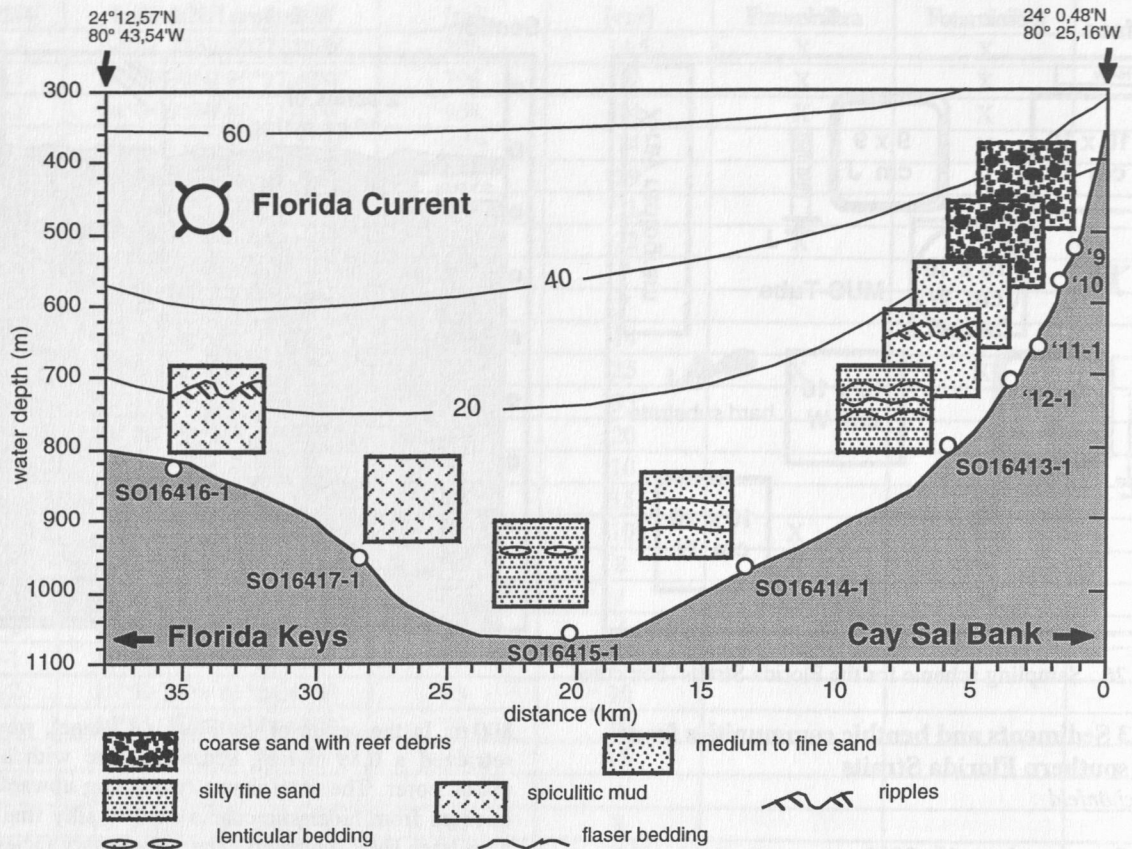 24° 12,57'N
80° 43,54'W
24° 0,48'N
80° 25,16'W
300
400
500
600
700
800
900
1000
1100
water depth (m)
60
40
20
Florida Current
'9
'10
'11-1
'12-1
SO16413-1
SO16414-1
SO16415-1
SO16416-1
SO16417-1
Florida Keys
Cay Sal Bank
35
30
25
20
15
10
5
0
distance (km)
coarse sand with reef debris
medium to fine sand
silty fine sand
spiculitic mud
ripples
lenticular bedding
flaser bedding